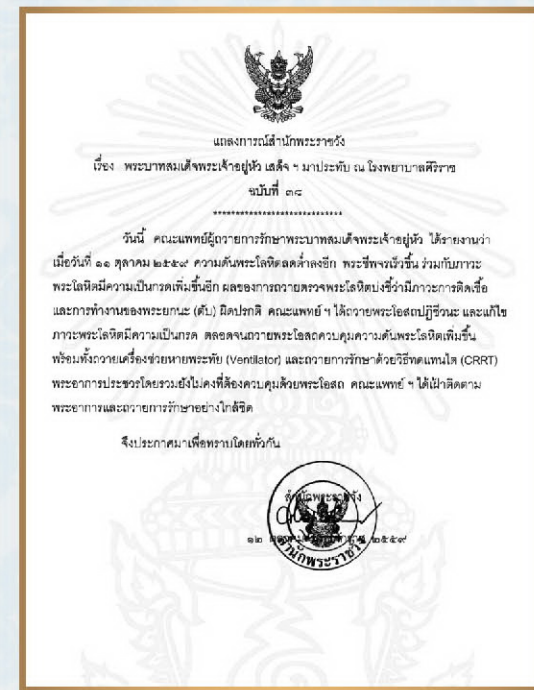 แถลงการณ์สำนักพระราชวัง
เรื่อง พระบาทสมเด็จพระเจ้าอยู่หัว เสด็จ ฯ มาประทับ ณ โรงพยาบาลศิริราช
ฉบับที่ ๓๘
****************************
วันนี้ คณะแพทย์ผู้ถวายการรักษาพระบาทสมเด็จพระเจ้าอยู่หัว ได้รายงานว่า
เมื่อวันที่ ๑๑ ตุลาคม ๒๕๕๙ ความดันพระโลหิตลดต่ำลงอีก พระชีพจรเร็วขึ้น ร่วมกับภาวะ
พระโลหิตมีความเป็นกรดเพิ่มขึ้นอีก ผลของการถวายตรวจพระโลหิตบ่งชี้ว่ามีภาวะการติดเชื้อ
และการทำงานของพระยกนะ (ตับ) ผิดปรกติ คณะแพทย์ ฯ ได้ถวายพระโอสถปฏิชีวนะ และแก้ไข
ภาวะพระโลหิตมีความเป็นกรด ตลอดจนถวายพระโอสถควบคุมความดันพระโลหิตเพิ่มขึ้น
พร้อมทั้งถวายเครื่องช่วยหายพระทัย (Ventilator) และถวายการรักษาด้วยวิธีทดแทนไต (CRRT)
พระอาการประชวรโดยรวมยังไม่คงที่ต้องควบคุมด้วยพระโอสถ คณะแพทย์ ฯ ได้เฝ้าติดตาม
พระอาการและถวายการรักษาอย่างใกล้ชิด
จึงประกาศมาเพื่อทราบโดยทั่วกัน
สำนักพระราชวัง
๑๒ ๒๕๕๙
สำนักพระราชวัง